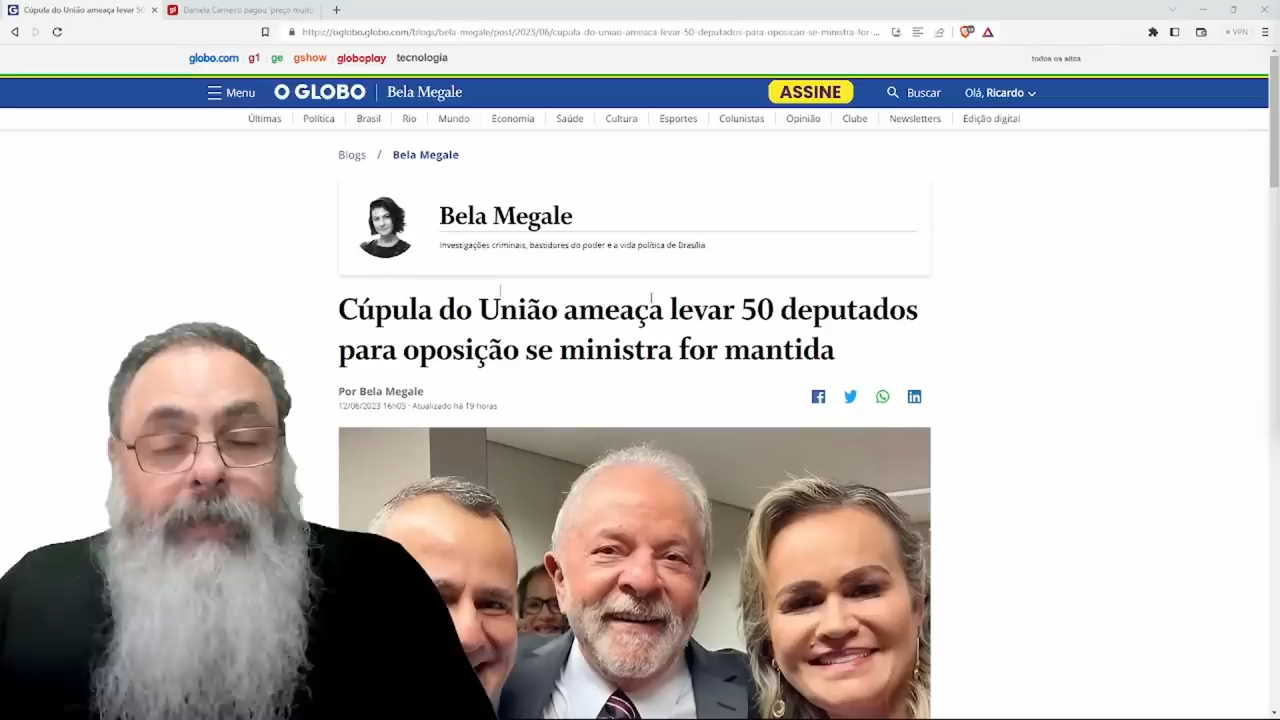 Cúpula do União ameaça levar 50
Daniela Carneiro pagou 'preço muito
https://oglobo.globo.com/blogs/bela-megale/post/2023/06/cupula-do-uniao-ameaca-levar-50-deputados-para-oposicao-se-ministra-for-...
VPN
globo.com g1 ge gshow globoplay tecnologia
todos os sites
Menu O GLOBO Bela Megale ASSINE Buscar Olá, Ricardo
Últimas Política Brasil Rio Mundo Economia Saúde Cultura Esportes Colunistas Opinião Clube Newsletters Edição digital
Blogs / Bela Megale
Bela Megale
Investigações criminais, bastidores do poder e a vida política de Brasília
Cúpula do União ameaça levar 50 deputados
para oposição se ministra for mantida
Por Bela Megale
12/06/2023 16h03 · Atualizado há 19 horas